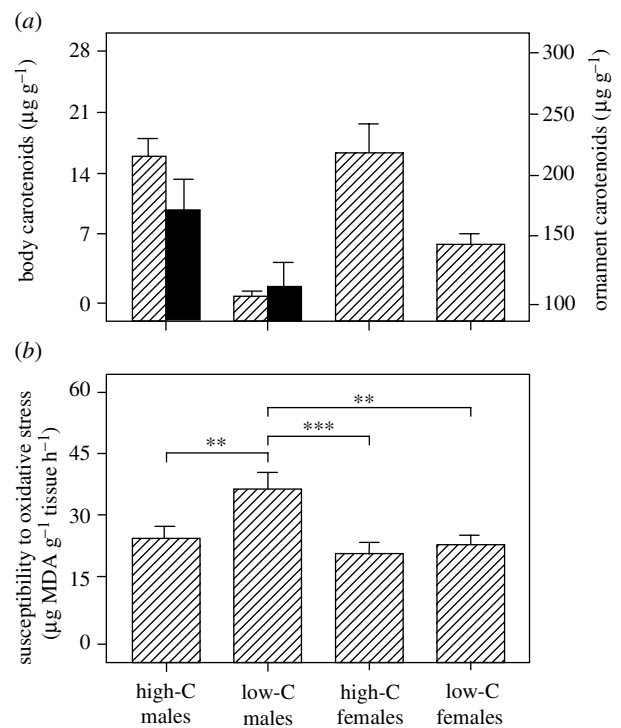 (a)
28
21
14
7
0
body carotenoids (µg g⁻¹)
300
250
200
150
100
ornament carotenoids (µg g⁻¹)
(b)
60
45
30
15
0
susceptibility to oxidative stress
(µg MDA g⁻¹ tissue h⁻¹)
**
***
**
high-C
males
low-C
males
high-C
females
low-C
females